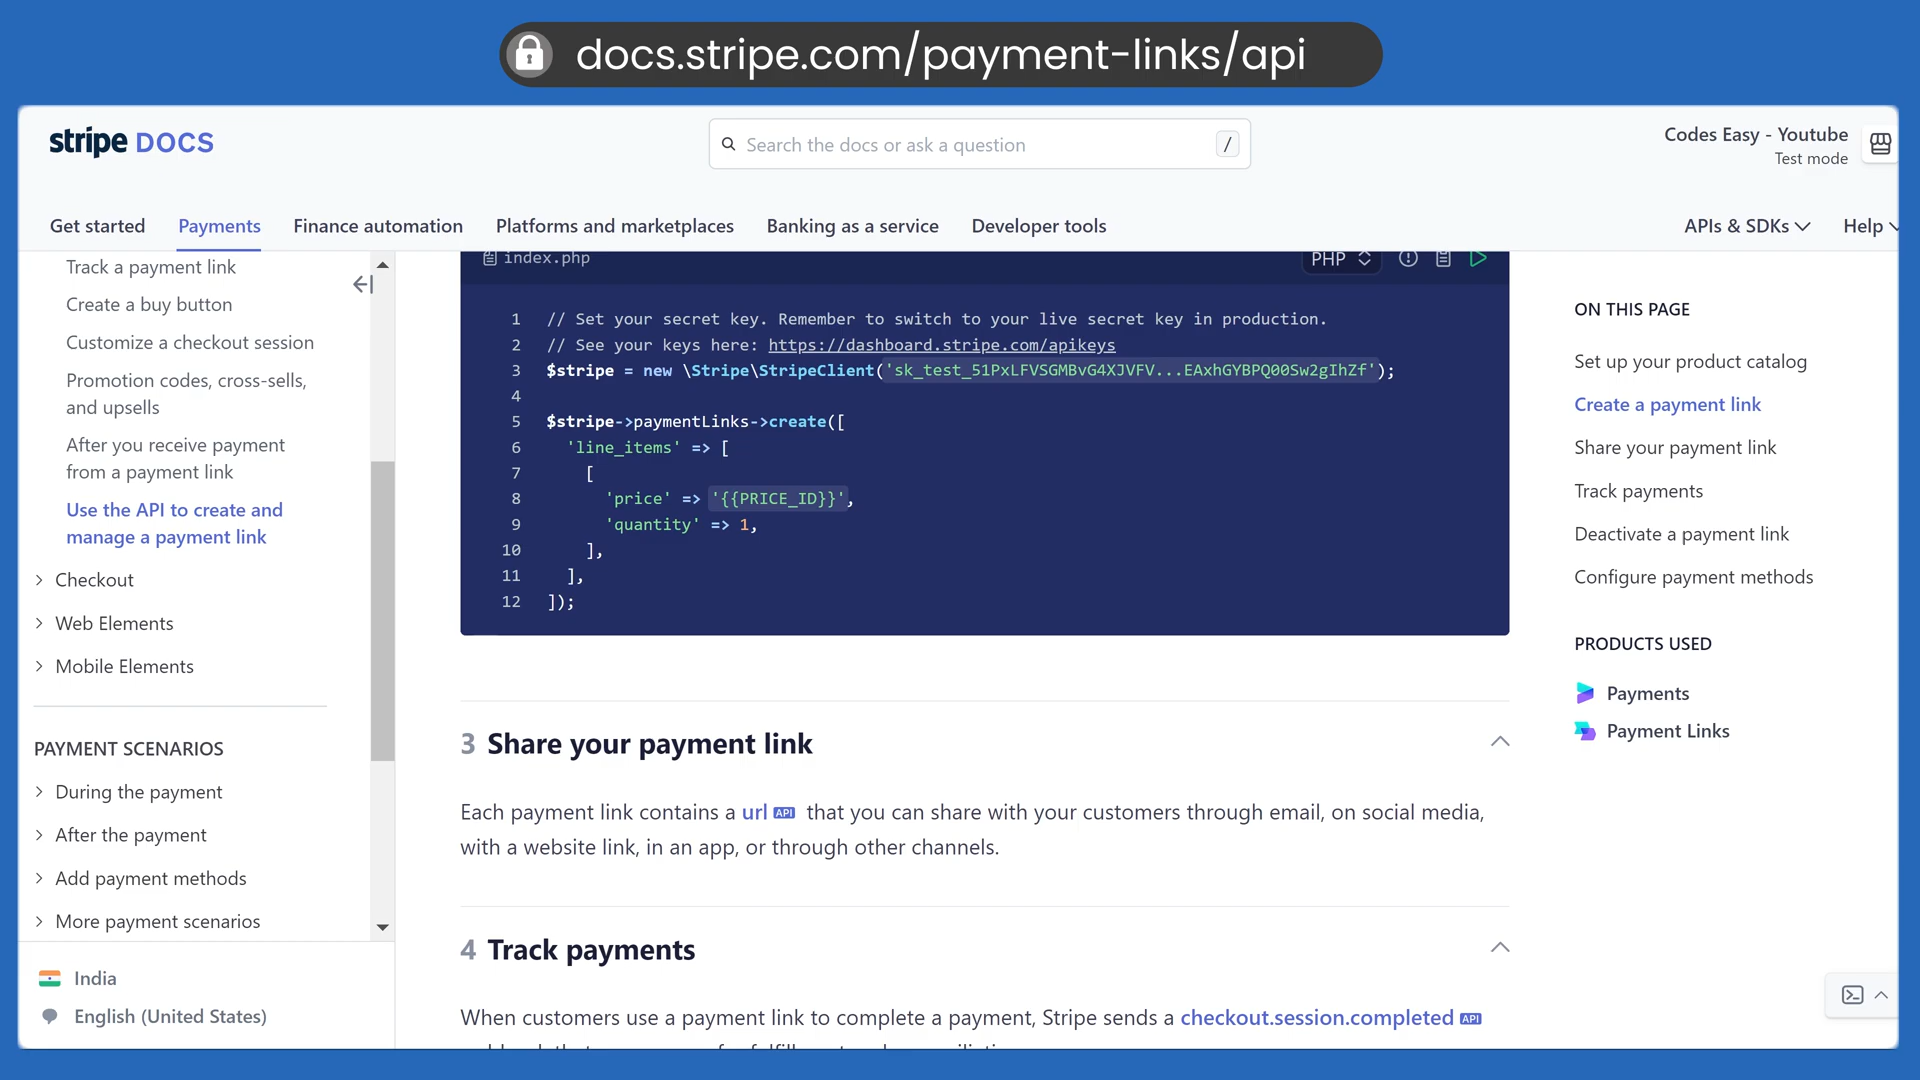 docs.stripe.com/payment-links/api
stripe DOCS
Search the docs or ask a question
/
Codes Easy - Youtube
Test mode
Get started
Payments
Finance automation
Platforms and marketplaces
Banking as a service
Developer tools
APIs & SDKs
Help
Track a payment link
Create a buy button
Customize a checkout session
Promotion codes, cross-sells,
and upsells
After you receive payment
from a payment link
Use the API to create and
manage a payment link
Checkout
Web Elements
Mobile Elements
PAYMENT SCENARIOS
During the payment
After the payment
Add payment methods
More payment scenarios
India
English (United States)
index.php
PHP
1 // Set your secret key. Remember to switch to your live secret key in production.
2 // See your keys here: https://dashboard.stripe.com/apikeys
3 $stripe = new \Stripe\StripeClient('sk_test_51PxLFVSGMBvG4XJVFV...EAxhGYBPQ00Sw2gIhZf');
4
5 $stripe->paymentLinks->create([
6 'line_items' => [
7 [
8 'price' => '{{PRICE_ID}}',
9 'quantity' => 1,
10 ],
11 ],
12 ]);
3 Share your payment link
Each payment link contains a url API that you can share with your customers through email, on social media,
with a website link, in an app, or through other channels.
4 Track payments
When customers use a payment link to complete a payment, Stripe sends a checkout.session.completed API
ON THIS PAGE
Set up your product catalog
Create a payment link
Share your payment link
Track payments
Deactivate a payment link
Configure payment methods
PRODUCTS USED
Payments
Payment Links